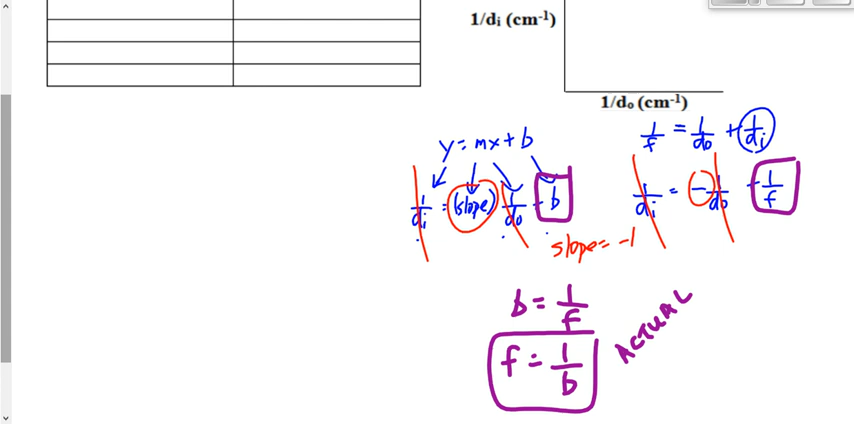 1/dᵢ (cm⁻¹)
1/dₒ (cm⁻¹)
y = mx + b
1/dᵢ = (slope) 1/dₒ + b
1/f = 1/dₒ + 1/dᵢ
1/dᵢ = -1/dₒ + 1/f
slope = -1
b = 1/f
f = 1/b
ACTUAL